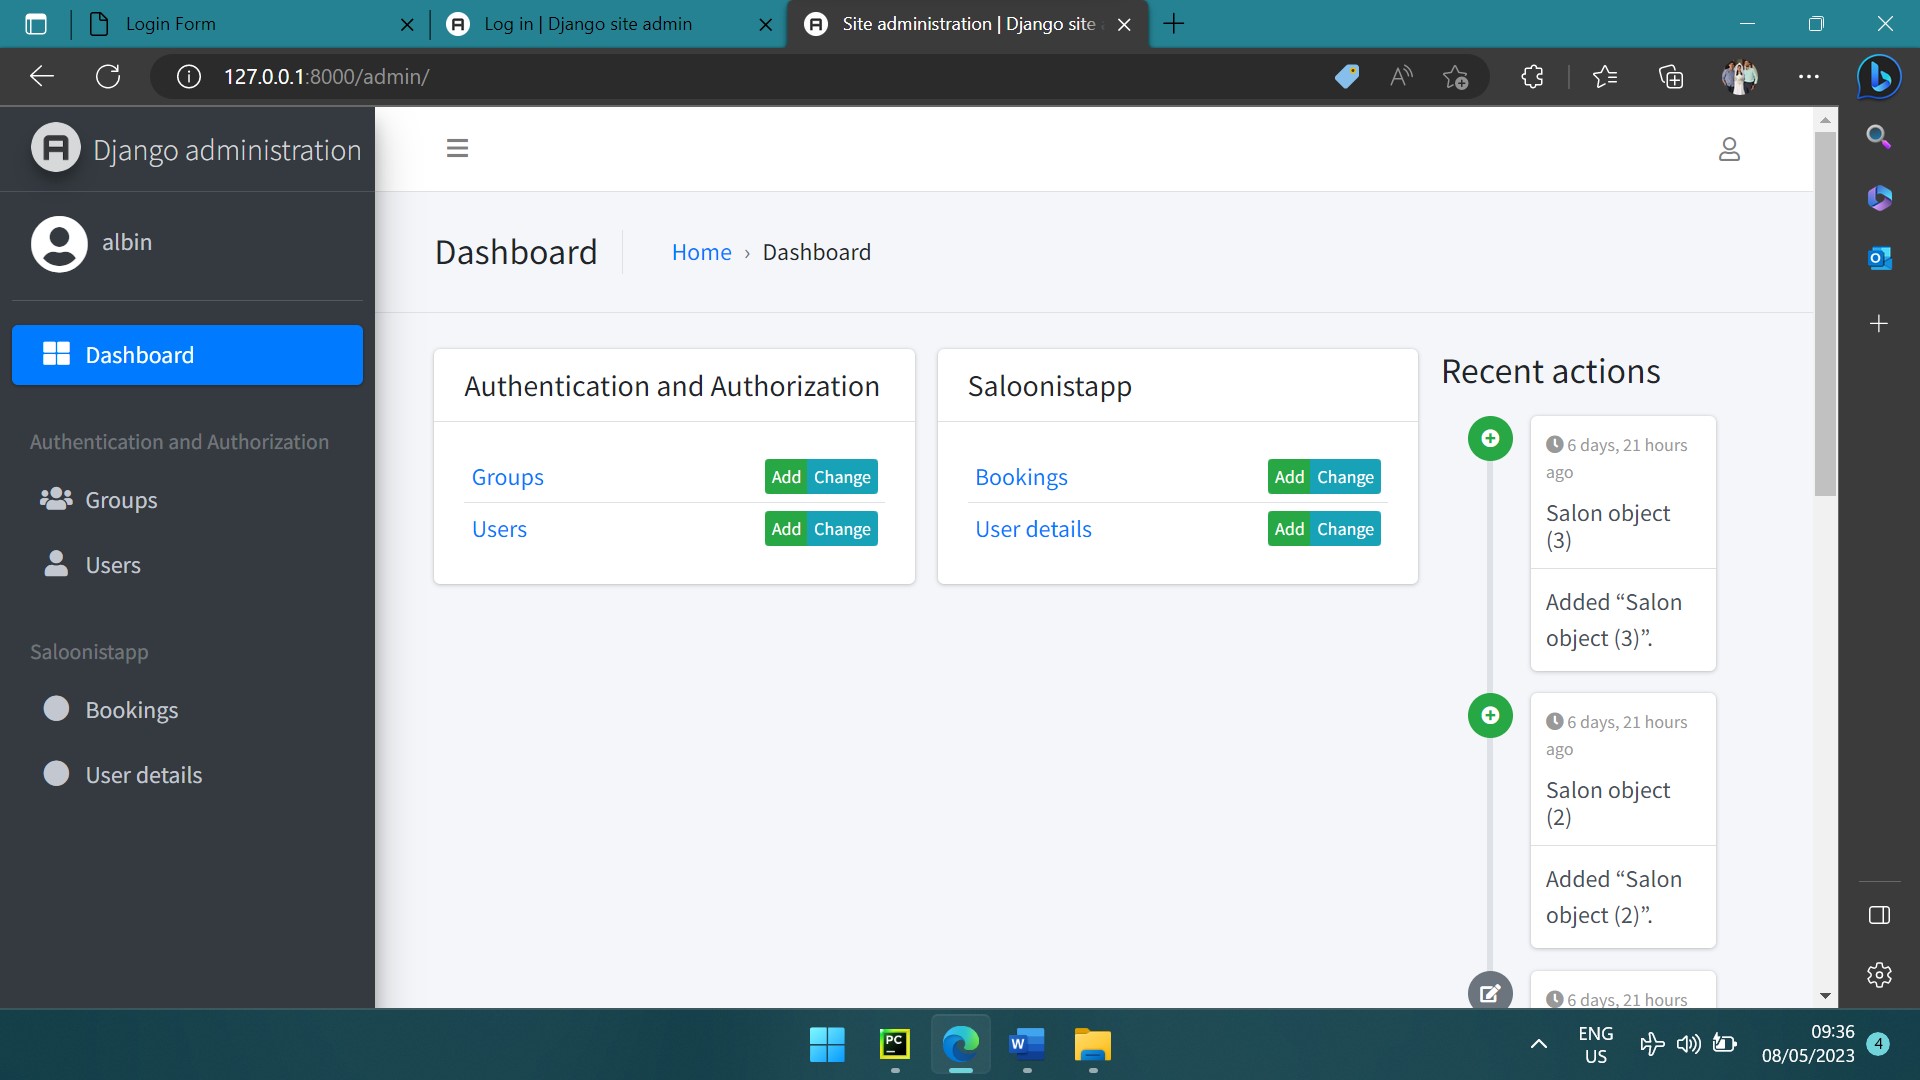 Login Form
Log in | Django site admin
Site administration | Django site
127.0.0.1:8000/admin/
Django administration
albin
Dashboard
Authentication and Authorization
Groups
Users
Saloonistapp
Bookings
User details
Dashboard
Home › Dashboard
Authentication and Authorization
Groups Add Change
Users Add Change
Saloonistapp
Bookings Add Change
User details Add Change
Recent actions
6 days, 21 hours
ago
Salon object
(3)
Added “Salon
object (3)”.
6 days, 21 hours
ago
Salon object
(2)
Added “Salon
object (2)”.
6 days, 21 hours
ENG
US
09:36
08/05/2023
4